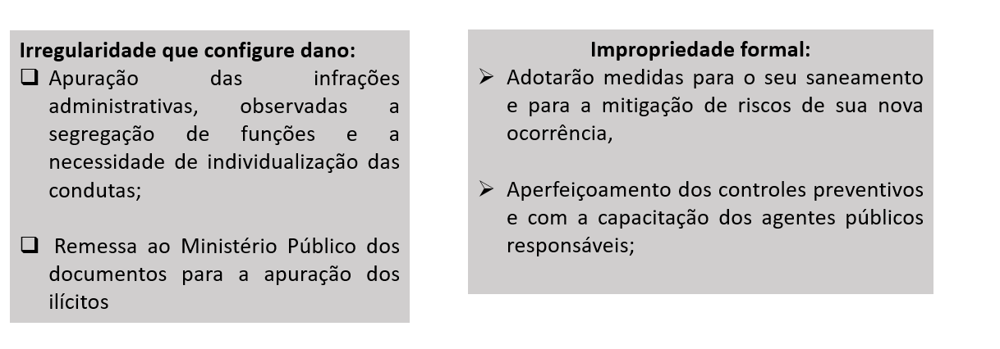 Irregularidade que configure dano:
Apuração das infrações
administrativas, observadas a
segregação de funções e a
necessidade de individualização das
condutas;
Remessa ao Ministério Público dos
documentos para a apuração dos
ilícitos
Impropriedade formal:
Adotarão medidas para o seu saneamento
e para a mitigação de riscos de sua nova
ocorrência,
Aperfeiçoamento dos controles preventivos
e com a capacitação dos agentes públicos
responsáveis;